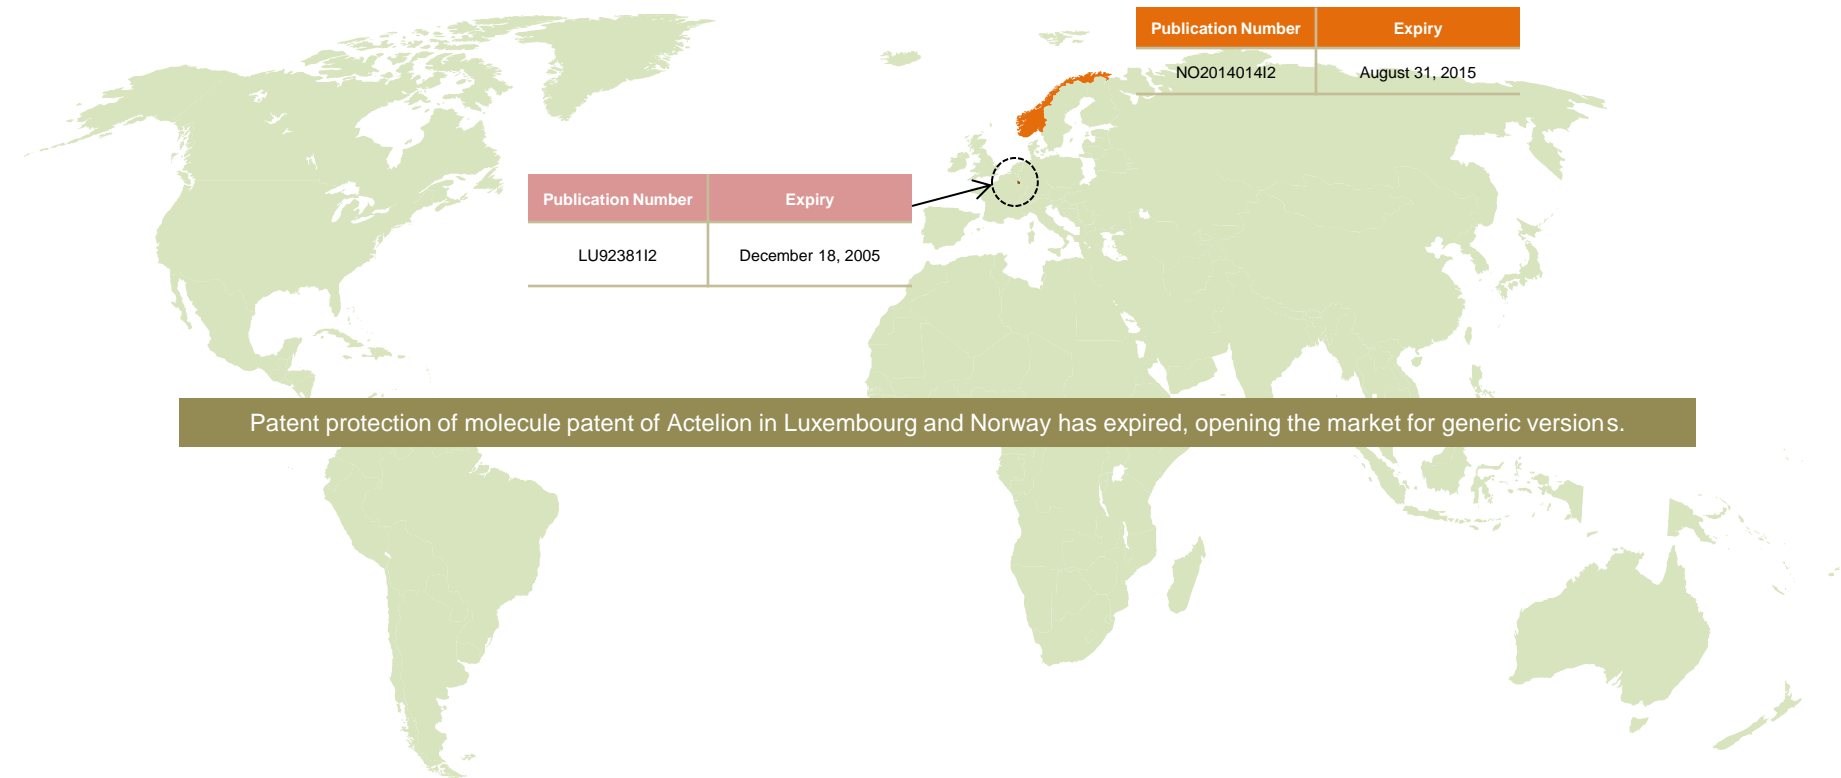 Publication Number Expiry
NO2014014I2 August 31, 2015
Publication Number Expiry
LU92381I2 December 18, 2005
Patent protection of molecule patent of Actelion in Luxembourg and Norway has expired, opening the market for generic versions.